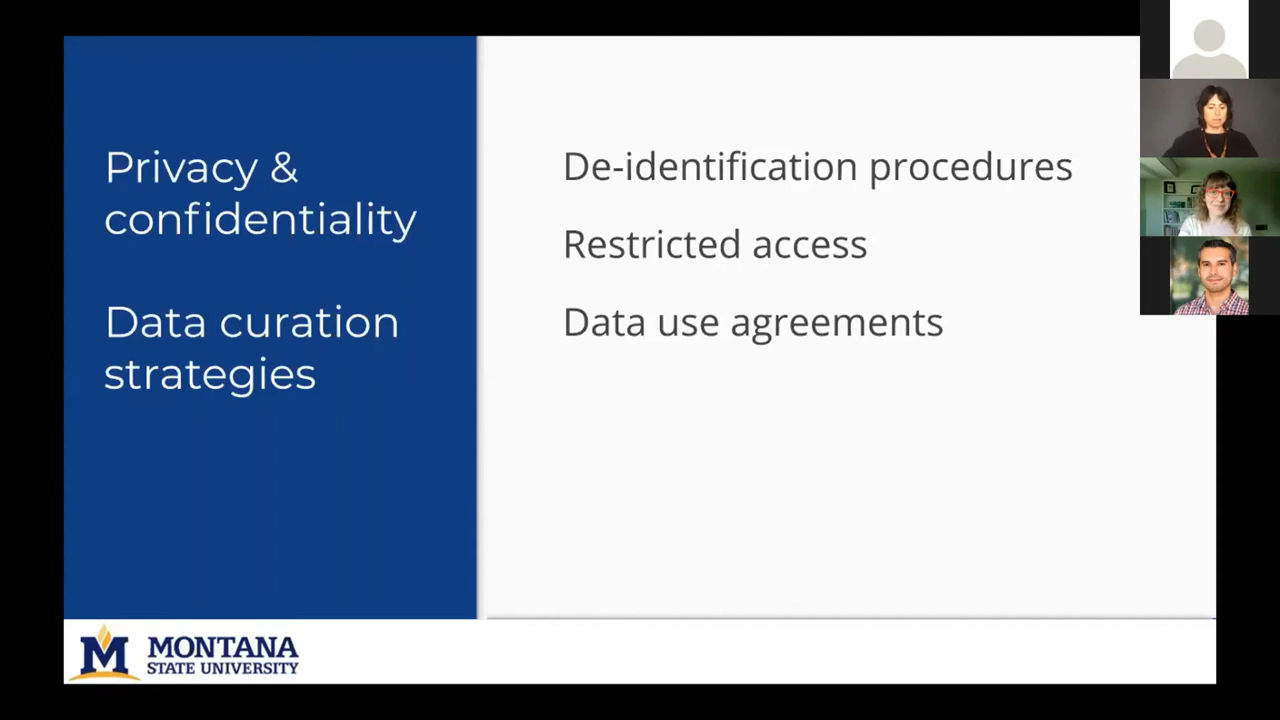 Privacy &
confidentiality
Data curation
strategies
De-identification procedures
Restricted access
Data use agreements
M MONTANA
STATE UNIVERSITY